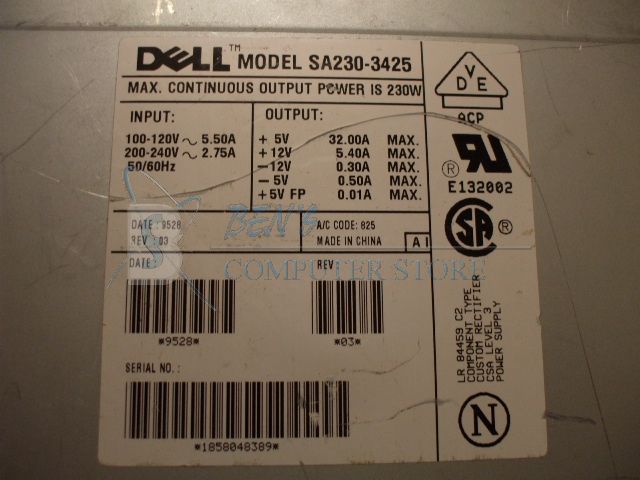 DELL™ MODEL SA230-3425
MAX. CONTINUOUS OUTPUT POWER IS 230W
INPUT:
100-120V ∿ 5.50A
200-240V ∿ 2.75A
50/60Hz
OUTPUT:
+ 5V 32.00A MAX.
+ 12V 5.40A MAX.
– 12V 0.30A MAX.
– 5V 0.50A MAX.
+5V FP 0.01A MAX.
DATE: 9528
REV : 03
A/C CODE: 825
MADE IN CHINA
A1
DATE:
REV:
*9528*
*03*
SERIAL NO.:
*1858048389*
VDE
ACP
® UR
E132002
SA ®
LR 84459 C2
COMPONENT TYPE
CUSTOM RECTIFIER
CSA LEVEL 3
POWER SUPPLY
N
BEN'S
COMPUTER STORE